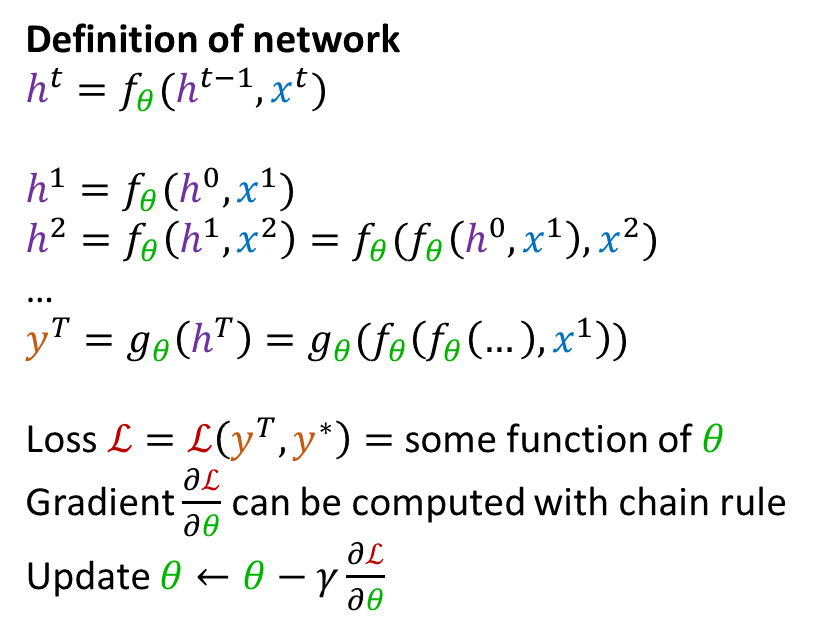 Definition of network
h^t = f_θ(h^{t−1}, x^t)
h^1 = f_θ(h^0, x^1)
h^2 = f_θ(h^1, x^2) = f_θ(f_θ(h^0, x^1), x^2)
…
y^T = g_θ(h^T) = g_θ(f_θ(f_θ(…), x^1))
Loss ℒ = ℒ(y^T, y^*) = some function of θ
Gradient ∂ℒ/∂θ can be computed with chain rule
Update θ ← θ − γ ∂ℒ/∂θ